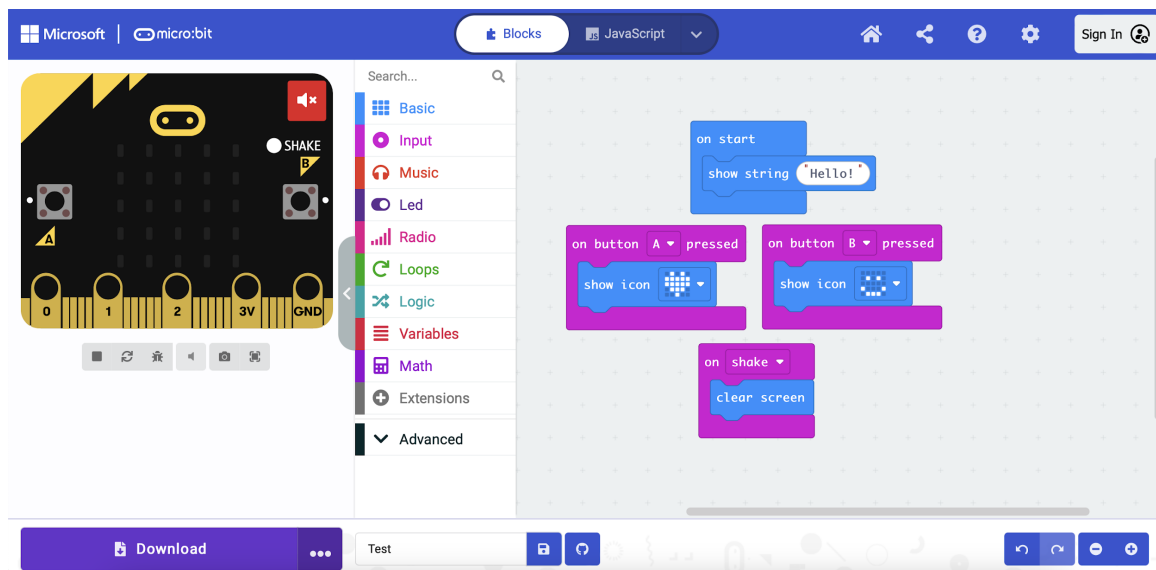 Microsoft | micro:bit
Blocks
JS JavaScript
Sign In
SHAKE
B
A
0 1 2 3V GND
Search...
Basic
Input
Music
Led
Radio
Loops
Logic
Variables
Math
Extensions
Advanced
on start
show string "Hello!"
on button A pressed
show icon
on button B pressed
show icon
on shake
clear screen
Download
...
Test